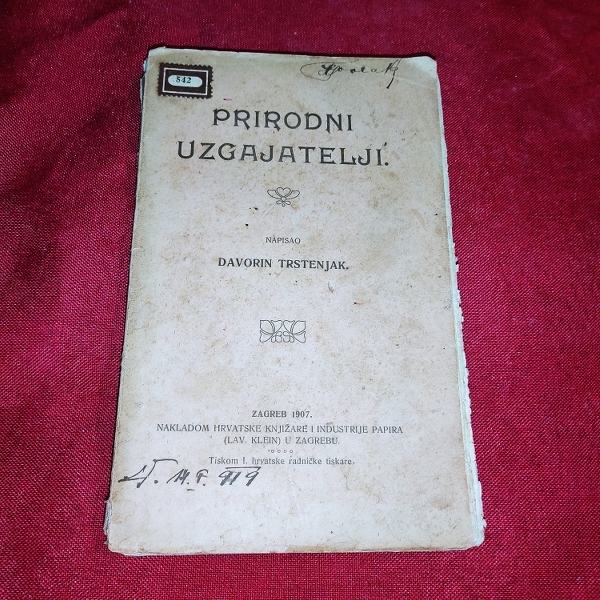 542
PRIRODNI
UZGAJATELJI.
NAPISAO
DAVORIN TRSTENJAK.
ZAGREB 1907.
NAKLADOM HRVATSKE KNJIŽARE I INDUSTRIJE PAPIRA
(LAV. KLEIN) U ZAGREBU.
Tiskom I. hrvatske radničke tiskare.